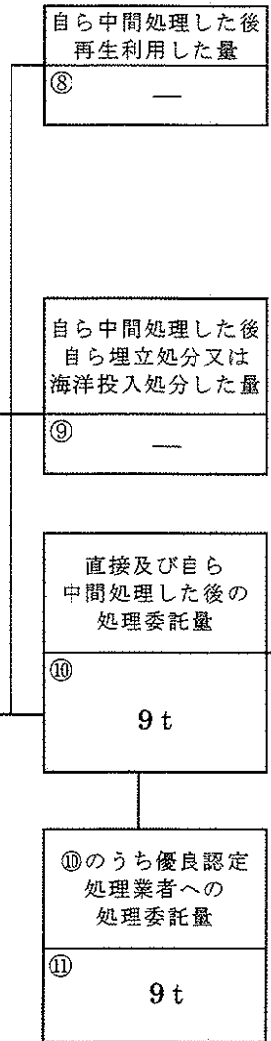 自ら中間処理した後
再生利用した量
⑧
―
自ら中間処理した後
自ら埋立処分又は
海洋投入処分した量
⑨
―
直接及び自ら
中間処理した後の
処理委託量
⑩
9 t
⑩のうち優良認定
処理業者への
処理委託量
⑪
9 t